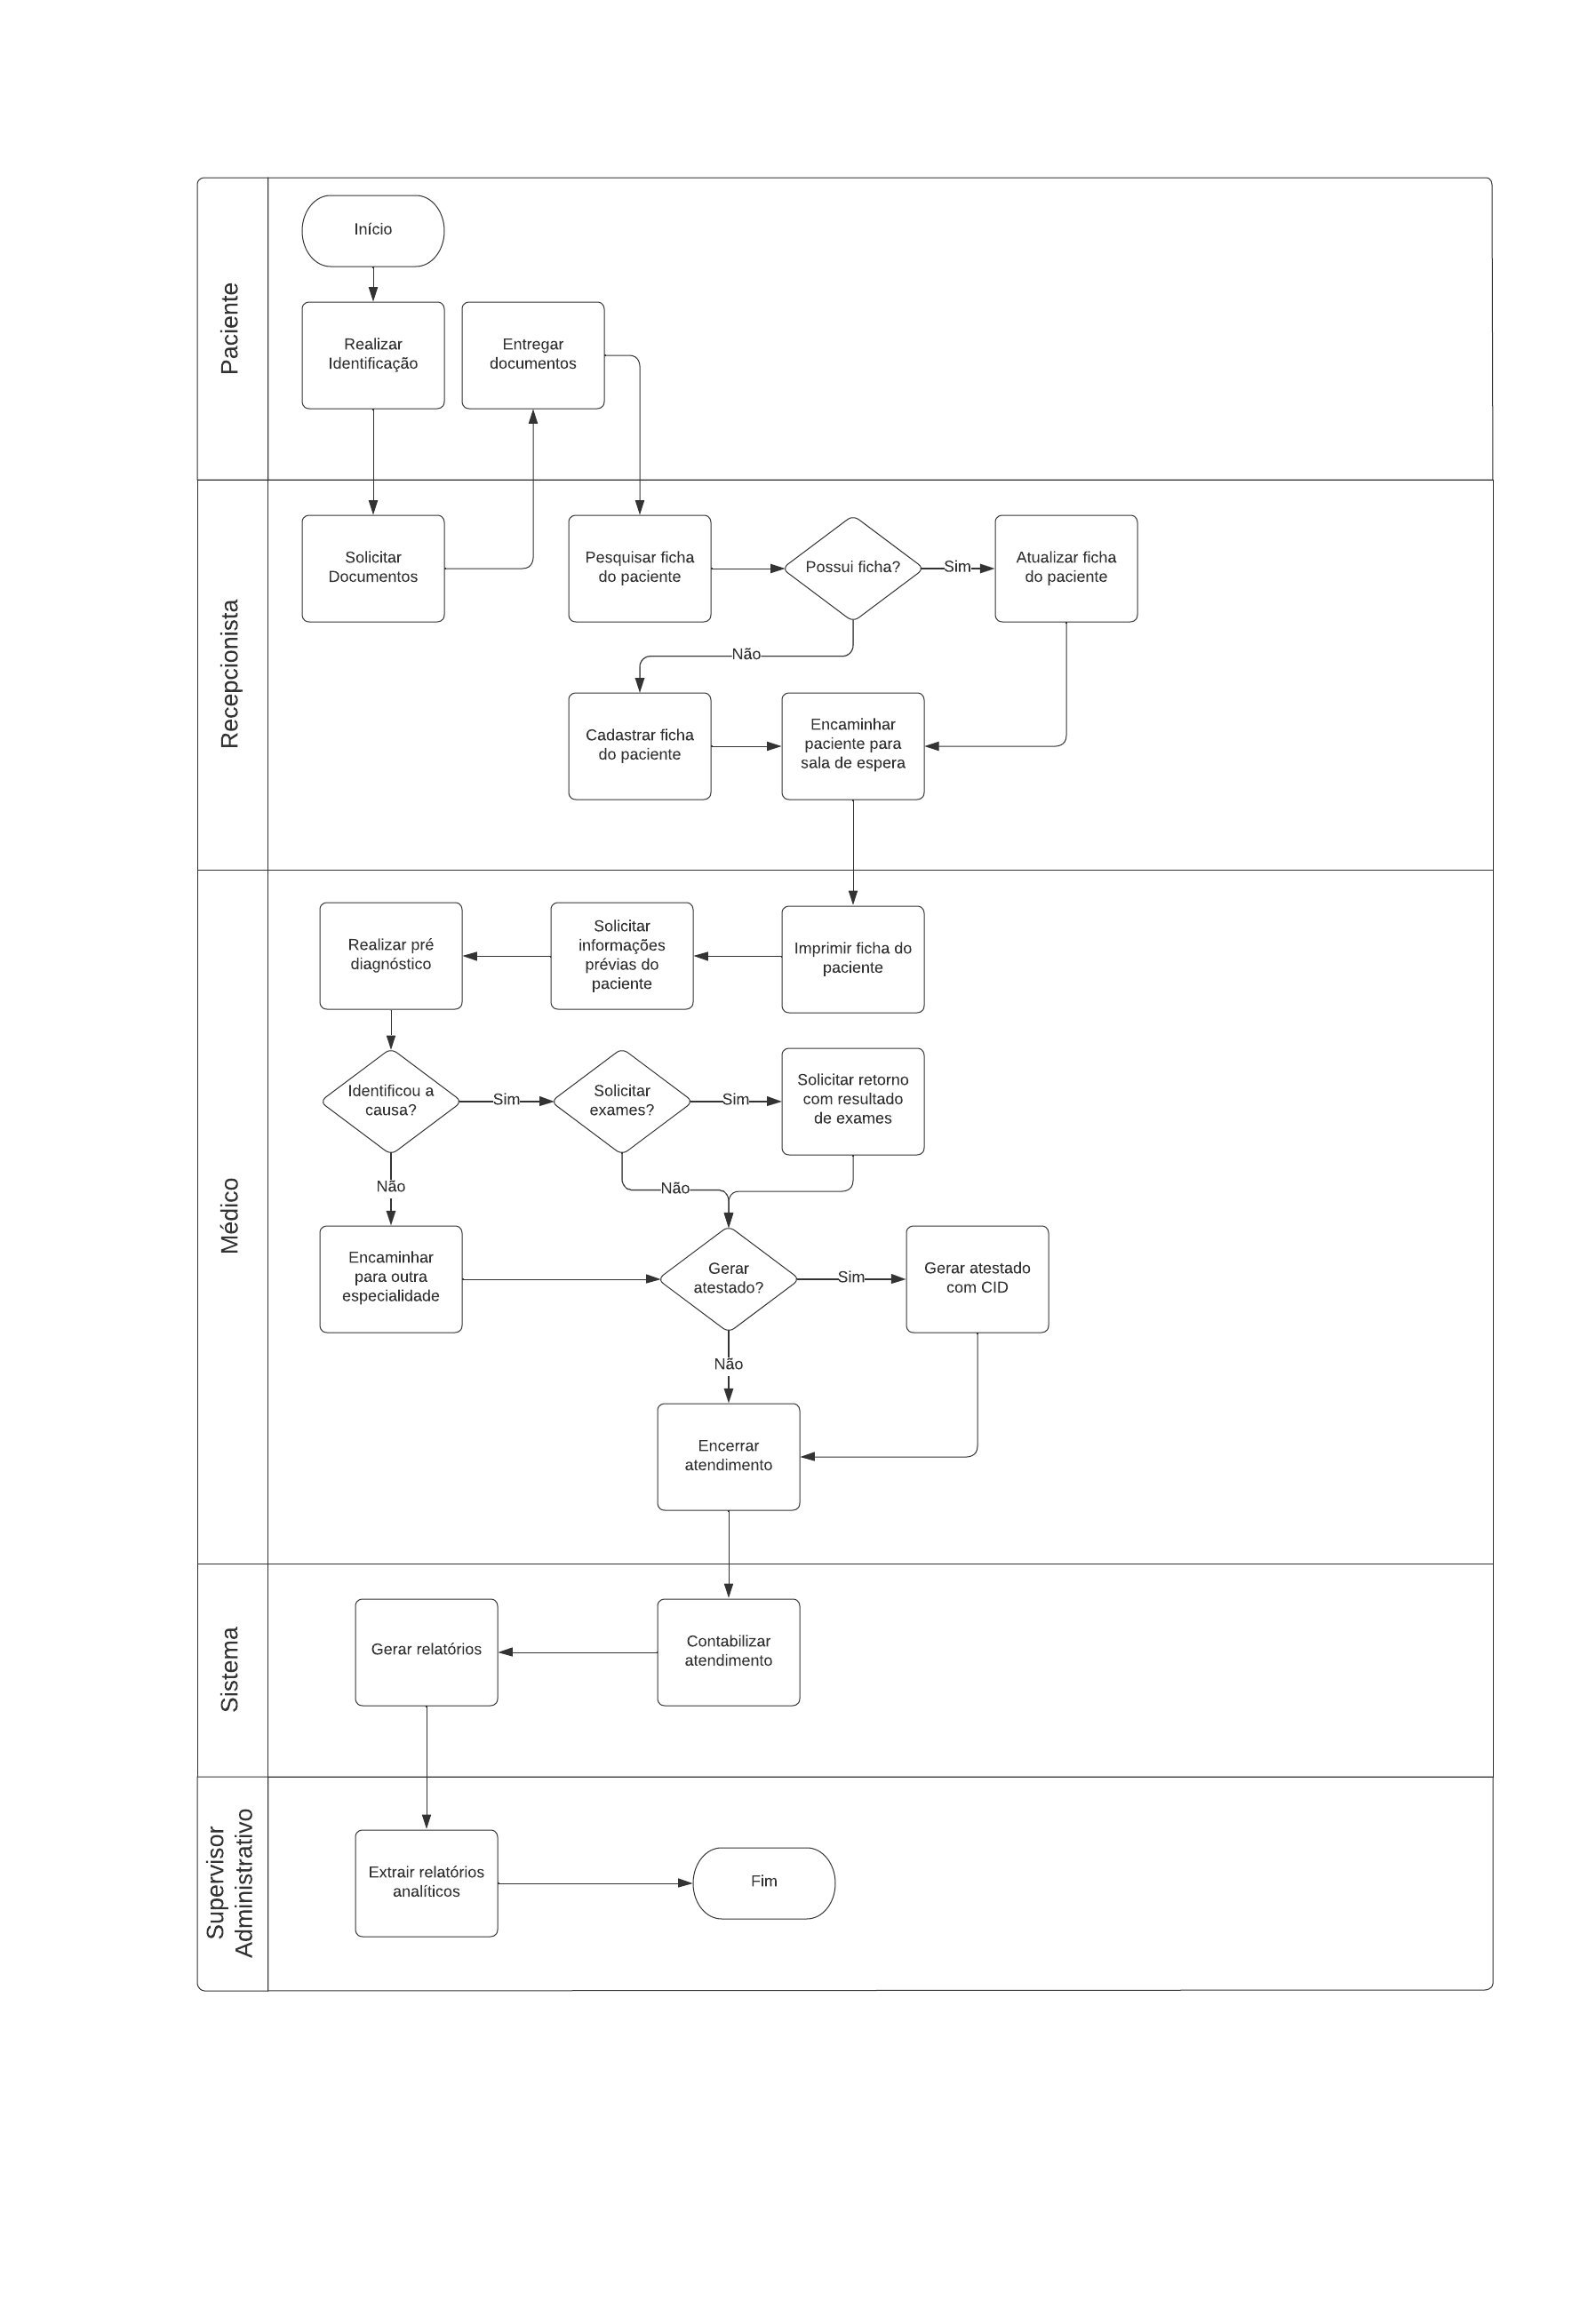 Paciente
Início
Realizar
Identificação
Entregar
documentos
Recepcionista
Solicitar
Documentos
Pesquisar ficha
do paciente
Possui ficha?
Sim
Atualizar ficha
do paciente
Não
Cadastrar ficha
do paciente
Encaminhar
paciente para
sala de espera
Médico
Realizar pré
diagnóstico
Solicitar
informações
prévias do
paciente
Imprimir ficha do
paciente
Identificou a
causa?
Sim
Solicitar
exames?
Sim
Solicitar retorno
com resultado
de exames
Não
Não
Encaminhar
para outra
especialidade
Gerar
atestado?
Sim
Gerar atestado
com CID
Não
Encerrar
atendimento
Sistema
Gerar relatórios
Contabilizar
atendimento
Supervisor
Administrativo
Extrair relatórios
analíticos
Fim